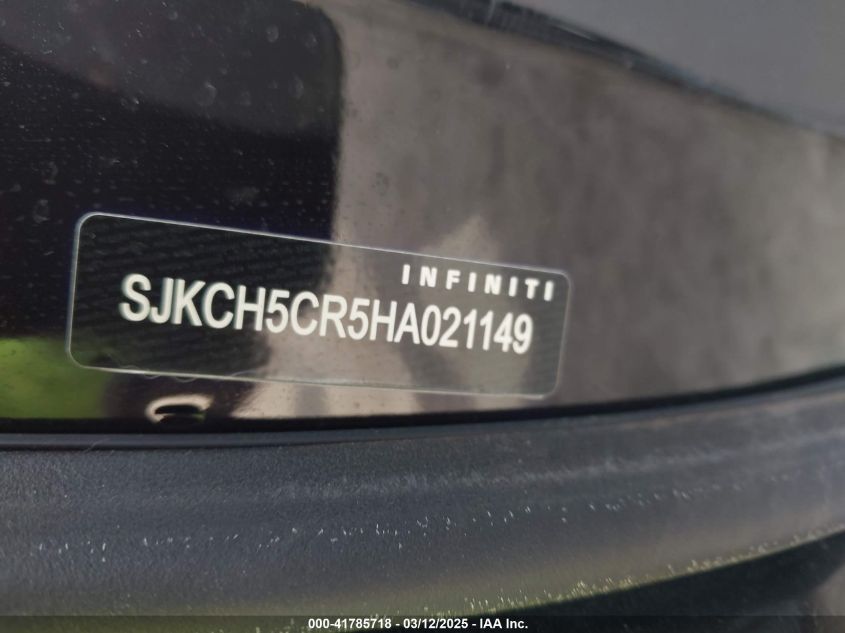 INFINITI
SJKCH5CR5HA021149
000-41785718 - 03/12/2025 - IAA Inc.